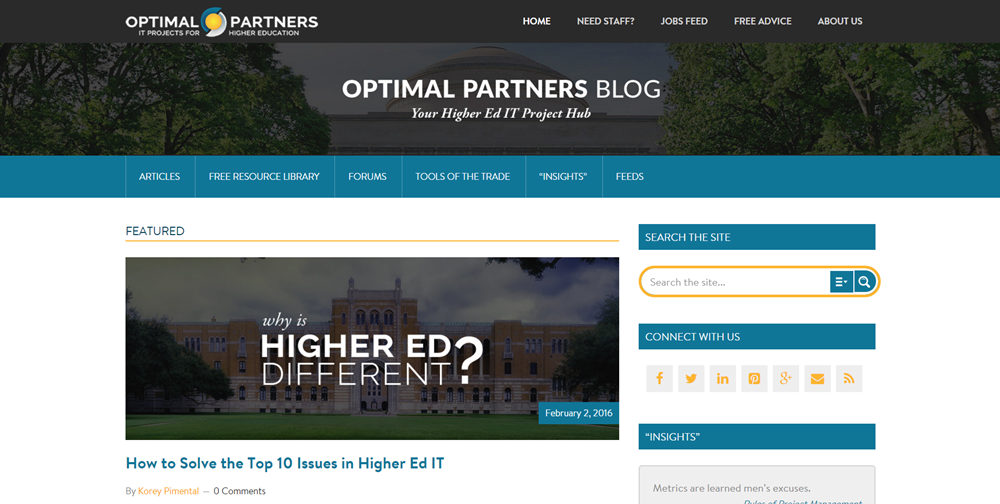 OPTIMAL PARTNERS
IT PROJECTS FOR HIGHER EDUCATION
HOME
NEED STAFF?
JOBS FEED
FREE ADVICE
ABOUT US
OPTIMAL PARTNERS BLOG
Your Higher Ed IT Project Hub
ARTICLES
FREE RESOURCE LIBRARY
FORUMS
TOOLS OF THE TRADE
“INSIGHTS”
FEEDS
FEATURED
why is
HIGHER ED
DIFFERENT?
February 2, 2016
How to Solve the Top 10 Issues in Higher Ed IT
By Korey Pimental — 0 Comments
SEARCH THE SITE
Search the site...
CONNECT WITH US
“INSIGHTS”
Metrics are learned men’s excuses.
Rules of Project Management